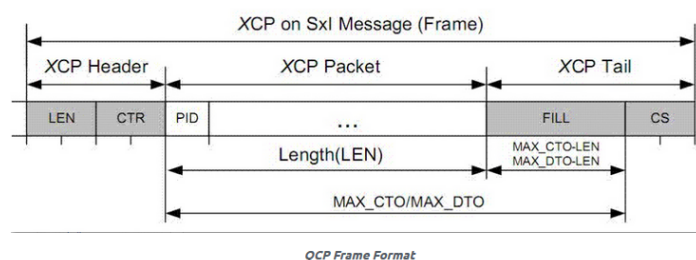 XCP on SxI Message (Frame)
XCP Header XCP Packet XCP Tail
LEN CTR PID ... FILL CS
Length(LEN)
MAX_CTO-LEN
MAX_DTO-LEN
MAX_CTO/MAX_DTO
OCP Frame Format